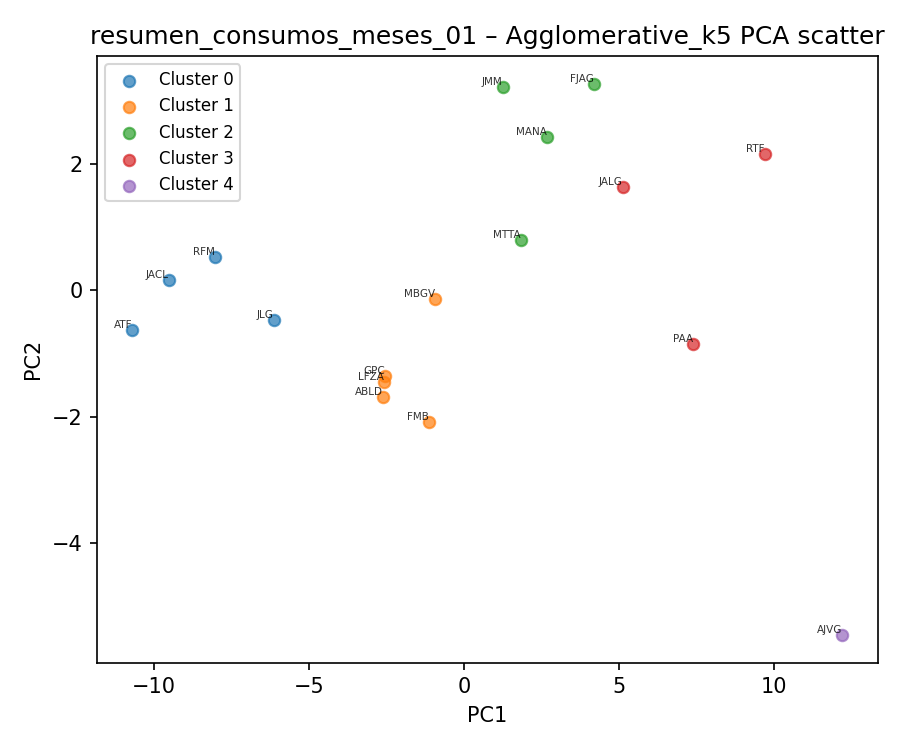 resumen_consumos_meses_01 – Agglomerative_k5 PCA scatter
Cluster 0
Cluster 1
Cluster 2
Cluster 3
Cluster 4
JMM
FJAG
MANA
RTF
JALG
MTTA
RFM
JACL
MBGV
ATF
JLG
PAA
GPC
LFZA
ABLD
FMB
AJVG
2
0
−2
−4
PC2
−10
−5
0
5
10
PC1